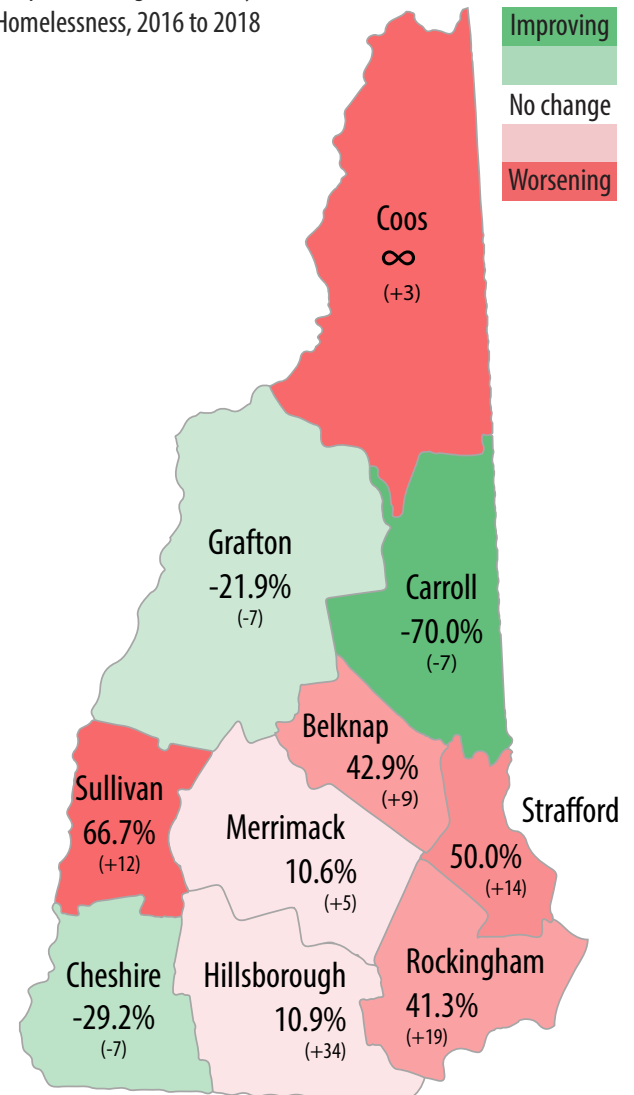 Homelessness, 2016 to 2018
Improving
No change
Worsening
Coos
∞
(+3)
Grafton
-21.9%
(-7)
Carroll
-70.0%
(-7)
Belknap
42.9%
(+9)
Sullivan
66.7%
(+12)
Strafford
50.0%
(+14)
Merrimack
10.6%
(+5)
Cheshire
-29.2%
(-7)
Hillsborough
10.9%
(+34)
Rockingham
41.3%
(+19)